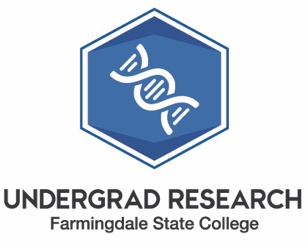 UNDERGRAD RESEARCH
Farmingdale State College